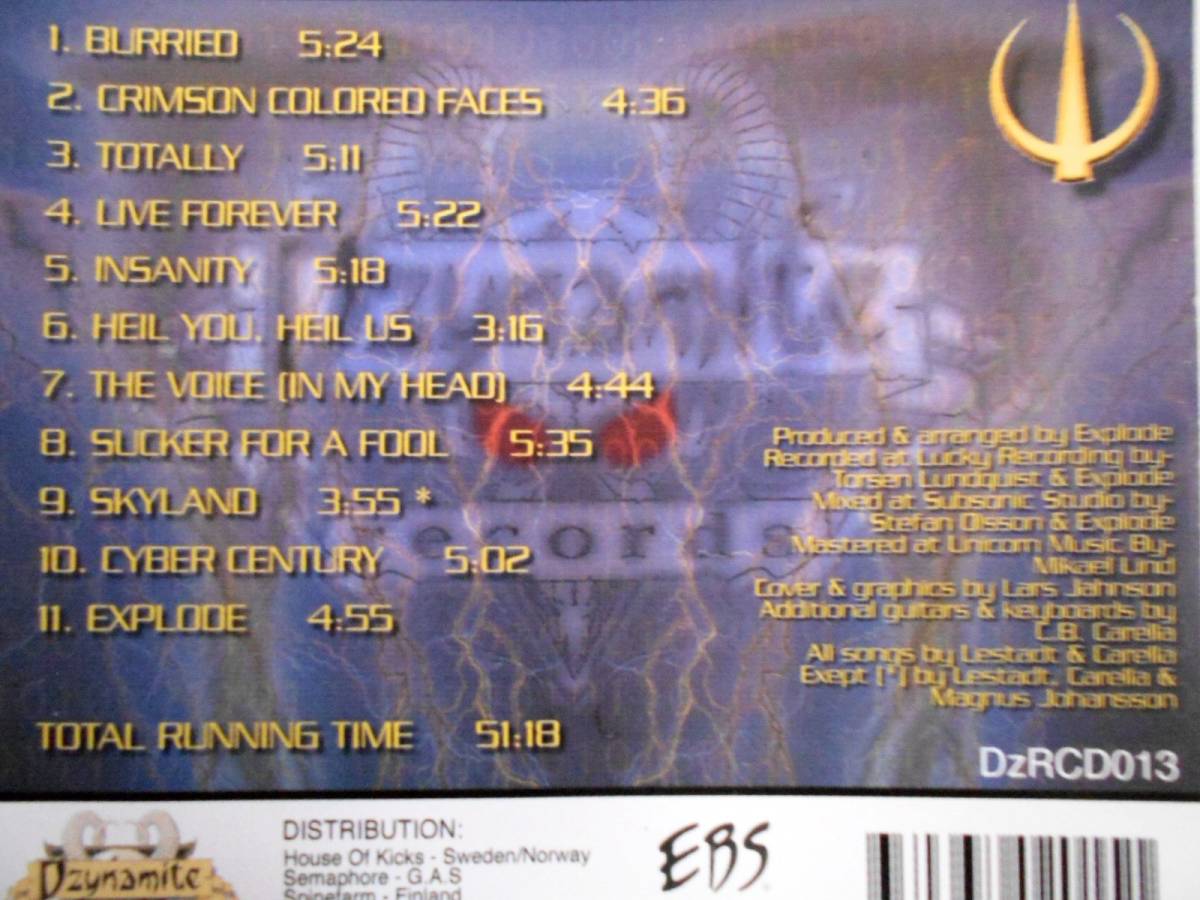 1. BURRIED 5:24
2. CRIMSON COLORED FACES 4:36
3. TOTALLY 5:11
4. LIVE FOREVER 5:22
5. INSANITY 5:18
6. HEIL YOU, HEIL US 3:16
7. THE VOICE (IN MY HEAD) 4:44
8. SUCKER FOR A FOOL 5:35
9. SKYLAND 3:55 *
10. CYBER CENTURY 5:02
11. EXPLODE 4:55
TOTAL RUNNING TIME 51:18
records
Produced & arranged by Explode
Recorded at Lucky Recording by-
Torsen Lundquist & Explode
Mixed at Subsonic Studio by-
Stefan Olsson & Explode
Mastered at Unicorn Music By-
Mikael Lind
Cover & graphics by Lars Jahnson
Additional guitars & keyboards by
C.B. Carella
All songs by Lestadt & Carella
Exept [*] by Lestadt, Carella &
Magnus Johansson
DzRCD013
Dzynamite
DISTRIBUTION:
House Of Kicks - Sweden/Norway
Semaphore - G.A.S
Spinefarm - Finland
EBS